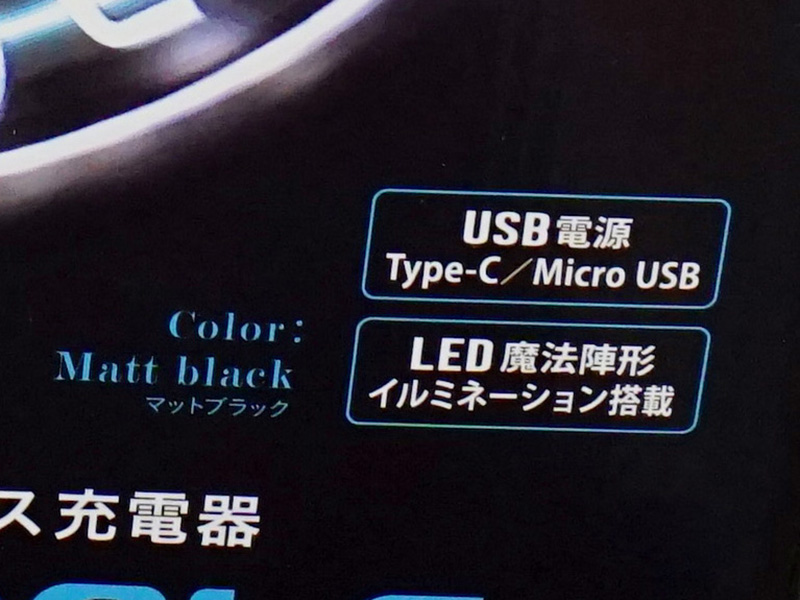 USB電源
Type-C／Micro USB
LED魔法陣形
イルミネーション搭載
Color:
Matt black
マットブラック
ス充電器